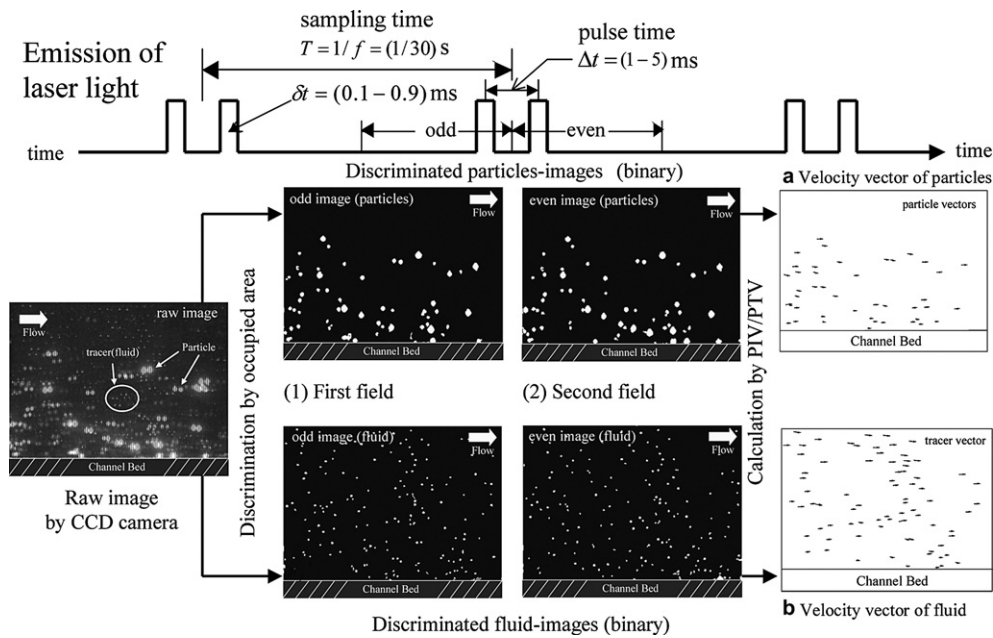 sampling time
T = 1/ f = (1/30) s
pulse time
Δt = (1 − 5) ms
Emission of
laser light
δt = (0.1 − 0.9) ms
odd
even
time
time
Discriminated particles-images (binary)
a Velocity vector of particles
odd image (particles)
Flow
even image (particles)
Flow
particle vectors
Channel Bed
Channel Bed
Channel Bed
(1) First field
(2) Second field
Discrimination by occupied area
Calculation by PIV/PTV
Flow
raw image
tracer(fluid)
Particle
Channel Bed
Raw image
by CCD camera
odd image (fluid)
Flow
even image (fluid)
Flow
tracer vector
Channel Bed
Channel Bed
Channel Bed
b Velocity vector of fluid
Discriminated fluid-images (binary)